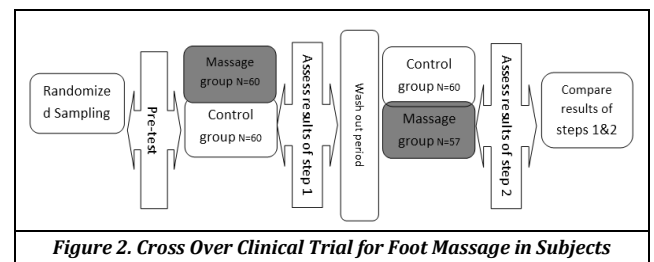 Randomize
d Sampling
Pre-test
Massage
group N=60
Control
group N=60
Assess results of step 1
Wash out period
Control
group N=60
Massage
group N=57
Assess results of step 2
Compare
results of
steps 1&2
Figure 2. Cross Over Clinical Trial for Foot Massage in Subjects